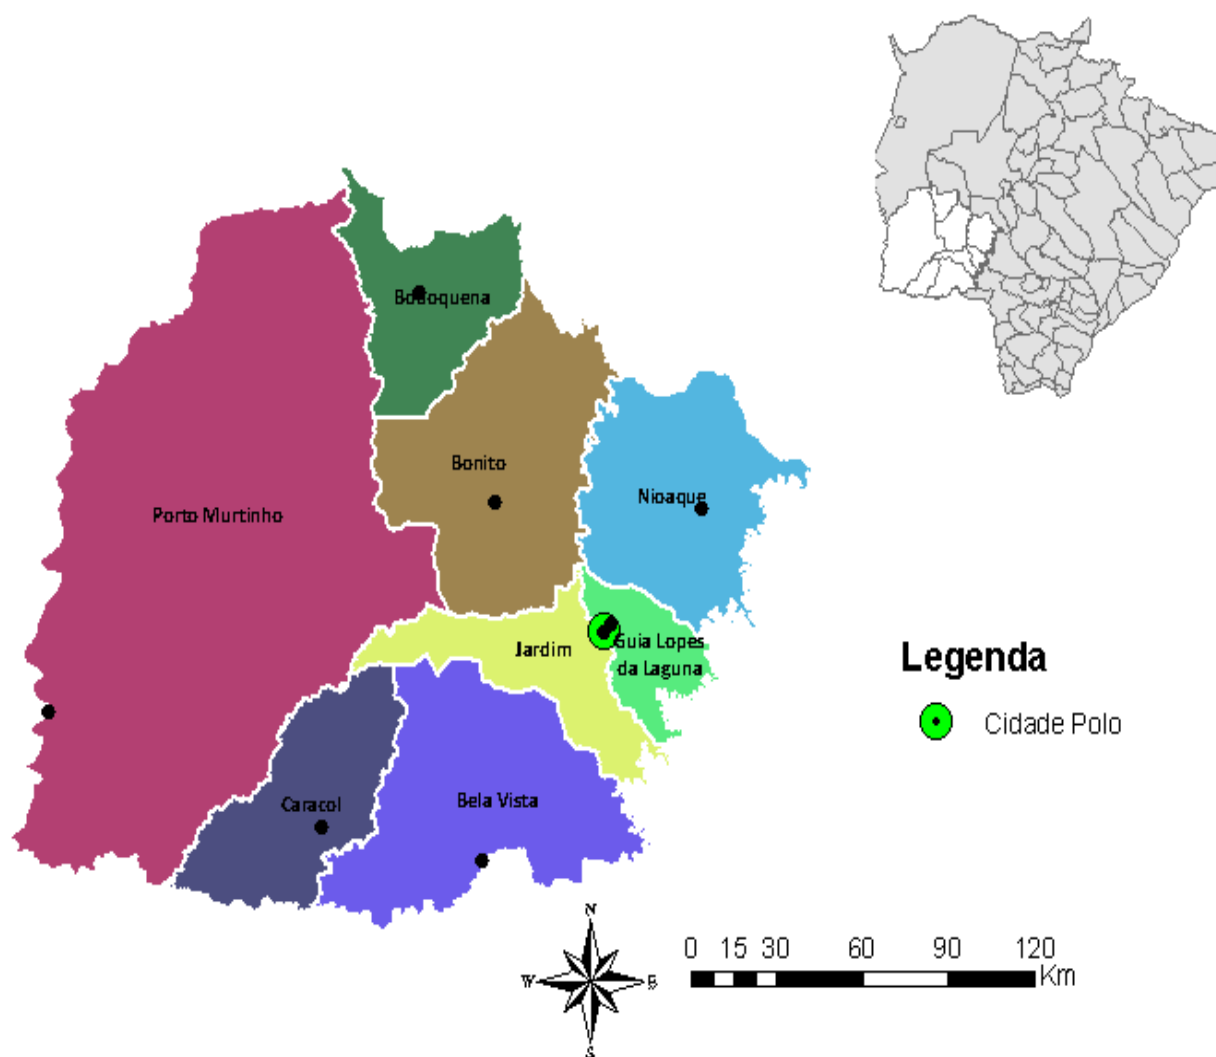 Bodoquena
Bonito
Nioaque
Porto Murtinho
Guia Lopes
da Laguna
Jardim
Caracol
Bela Vista
Legenda
Cidade Polo
N
W
E
S
0 15 30 60 90 120
Km